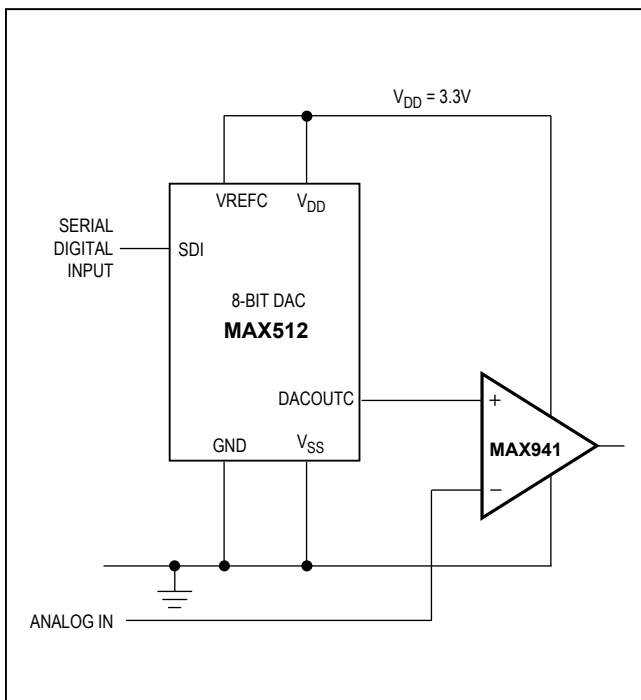 V_DD = 3.3V
VREFC V_DD
SERIAL
DIGITAL
INPUT
SDI
8-BIT DAC
MAX512
DACOUTC
+
MAX941
GND V_SS
−
ANALOG IN